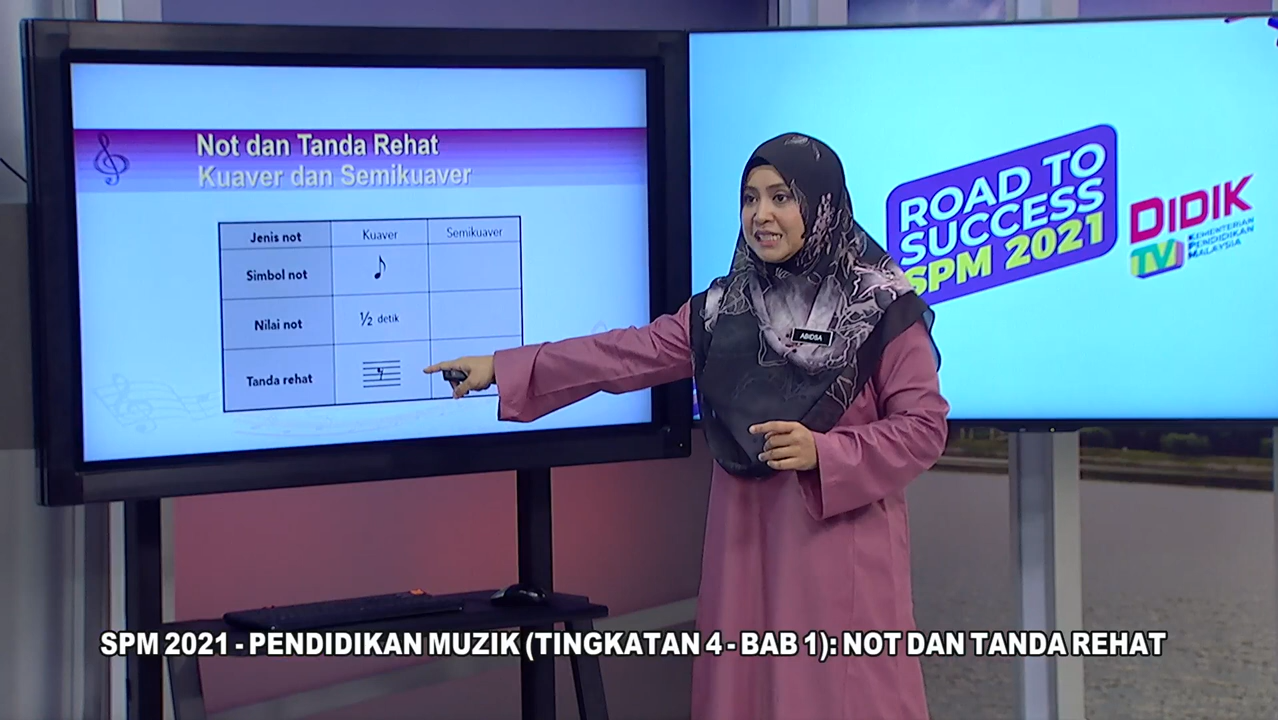 Not dan Tanda Rehat
Kuaver dan Semikuaver
Jenis not Kuaver Semikuaver
Simbol not
Nilai not ½ detik
Tanda rehat
ROAD TO
SUCCESS
SPM 2021
DIDIK
TV
KEMENTERIAN
PENDIDIKAN
MALAYSIA
ABIDSA
SPM 2021 - PENDIDIKAN MUZIK (TINGKATAN 4 - BAB 1): NOT DAN TANDA REHAT